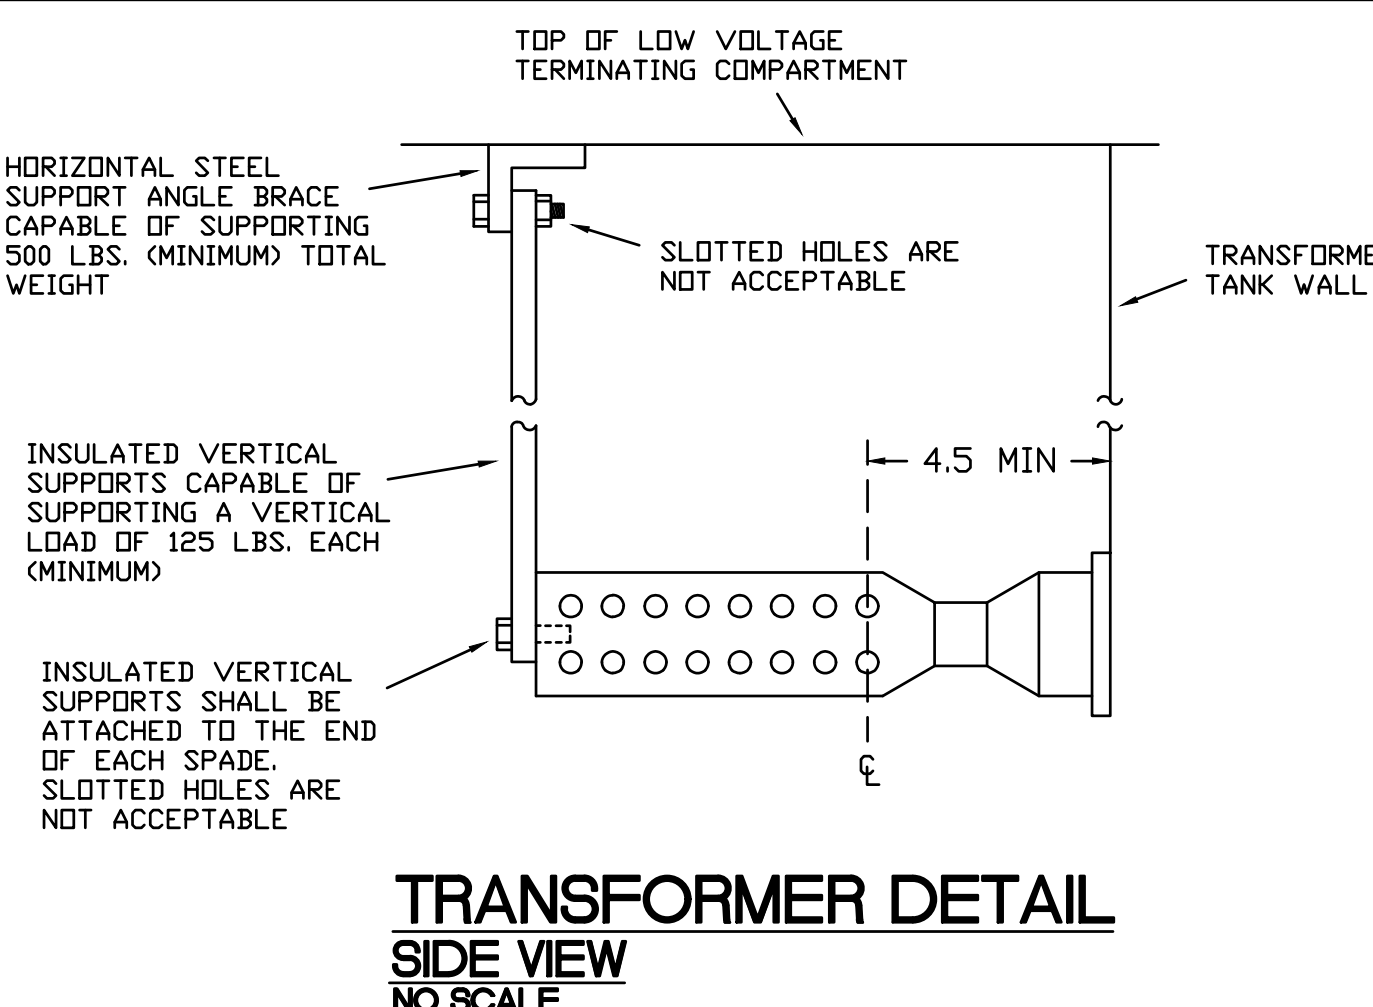 TOP OF LOW VOLTAGE
TERMINATING COMPARTMENT
HORIZONTAL STEEL
SUPPORT ANGLE BRACE
CAPABLE OF SUPPORTING
500 LBS. (MINIMUM) TOTAL
WEIGHT
SLOTTED HOLES ARE
NOT ACCEPTABLE
TRANSFORME
TANK WALL
INSULATED VERTICAL
SUPPORTS CAPABLE OF
SUPPORTING A VERTICAL
LOAD OF 125 LBS. EACH
(MINIMUM)
4.5 MIN
INSULATED VERTICAL
SUPPORTS SHALL BE
ATTACHED TO THE END
OF EACH SPADE.
SLOTTED HOLES ARE
NOT ACCEPTABLE
℄
TRANSFORMER DETAIL
SIDE VIEW
NO SCALE